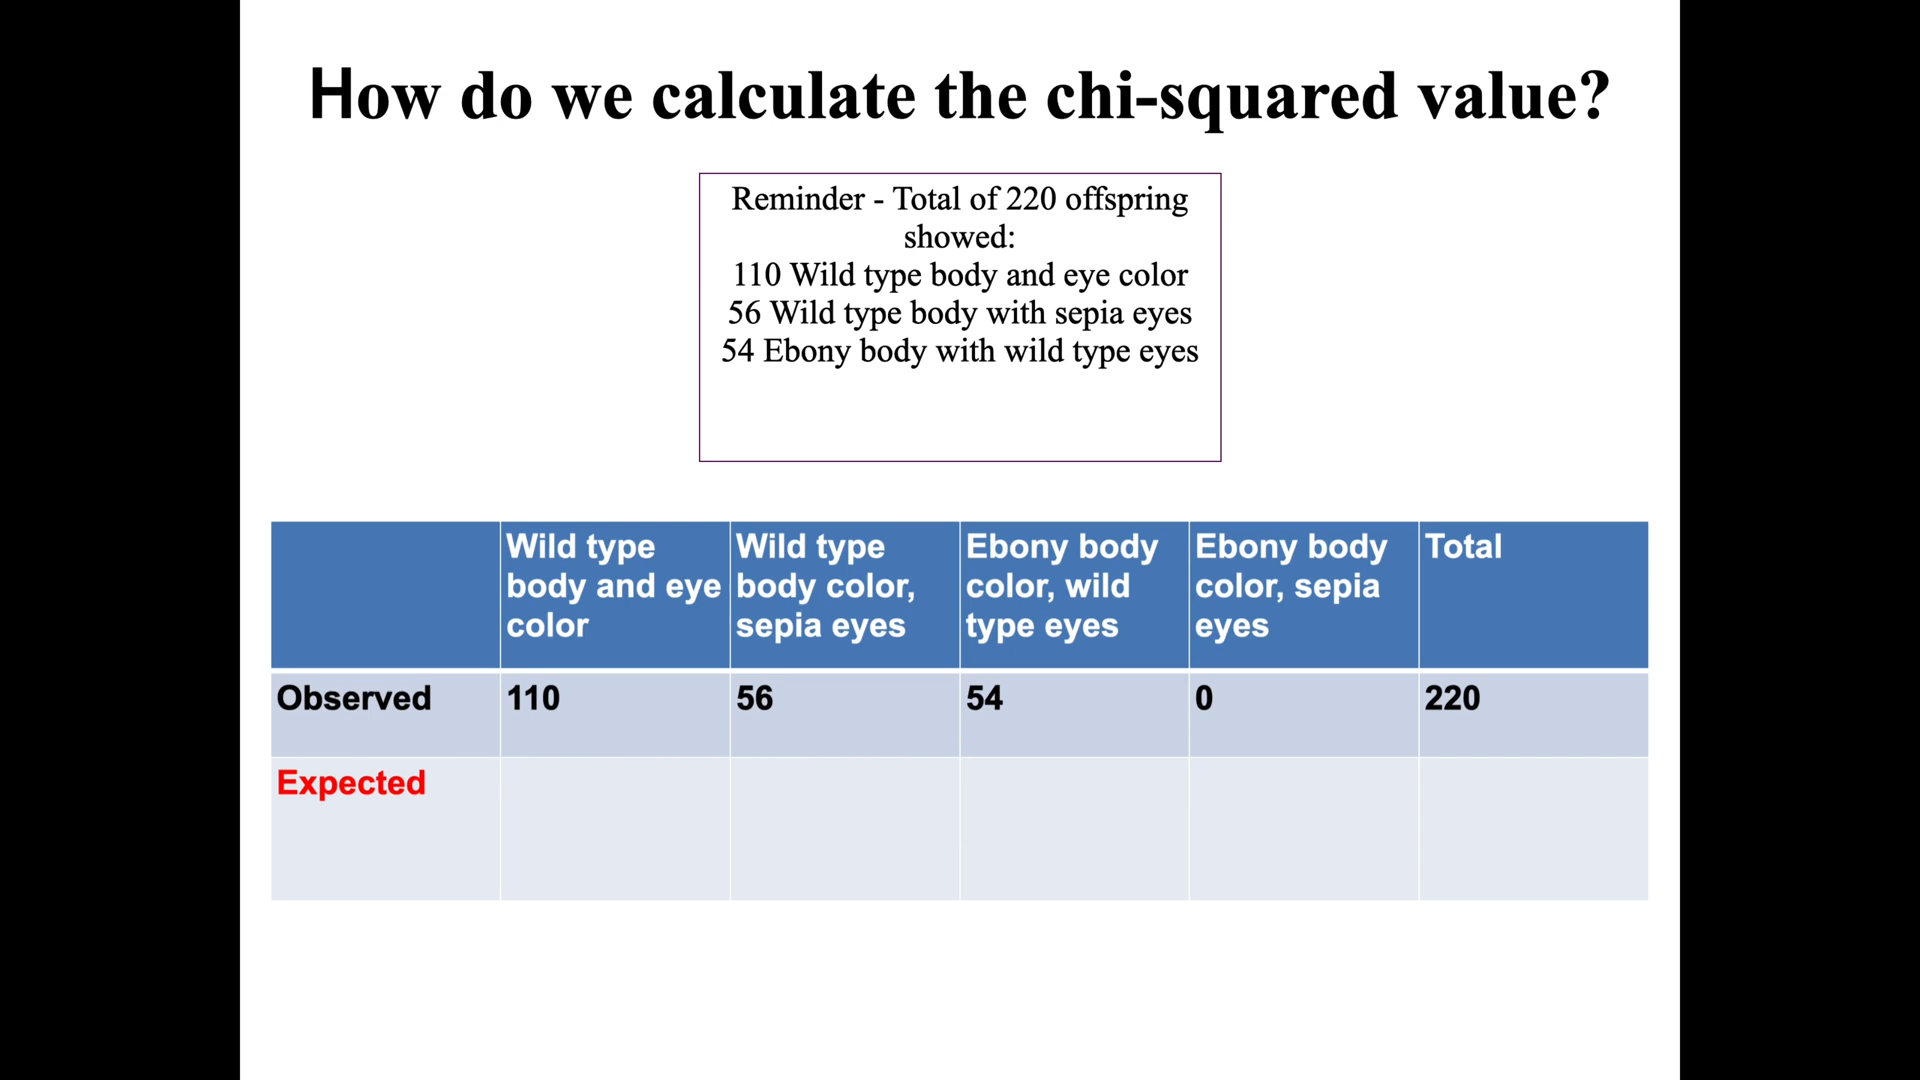 How do we calculate the chi-squared value?
Reminder - Total of 220 offspring
showed:
110 Wild type body and eye color
56 Wild type body with sepia eyes
54 Ebony body with wild type eyes
Wild type
body and eye
color
Wild type
body color,
sepia eyes
Ebony body
color, wild
type eyes
Ebony body
color, sepia
eyes
Total
Observed
110
56
54
0
220
Expected